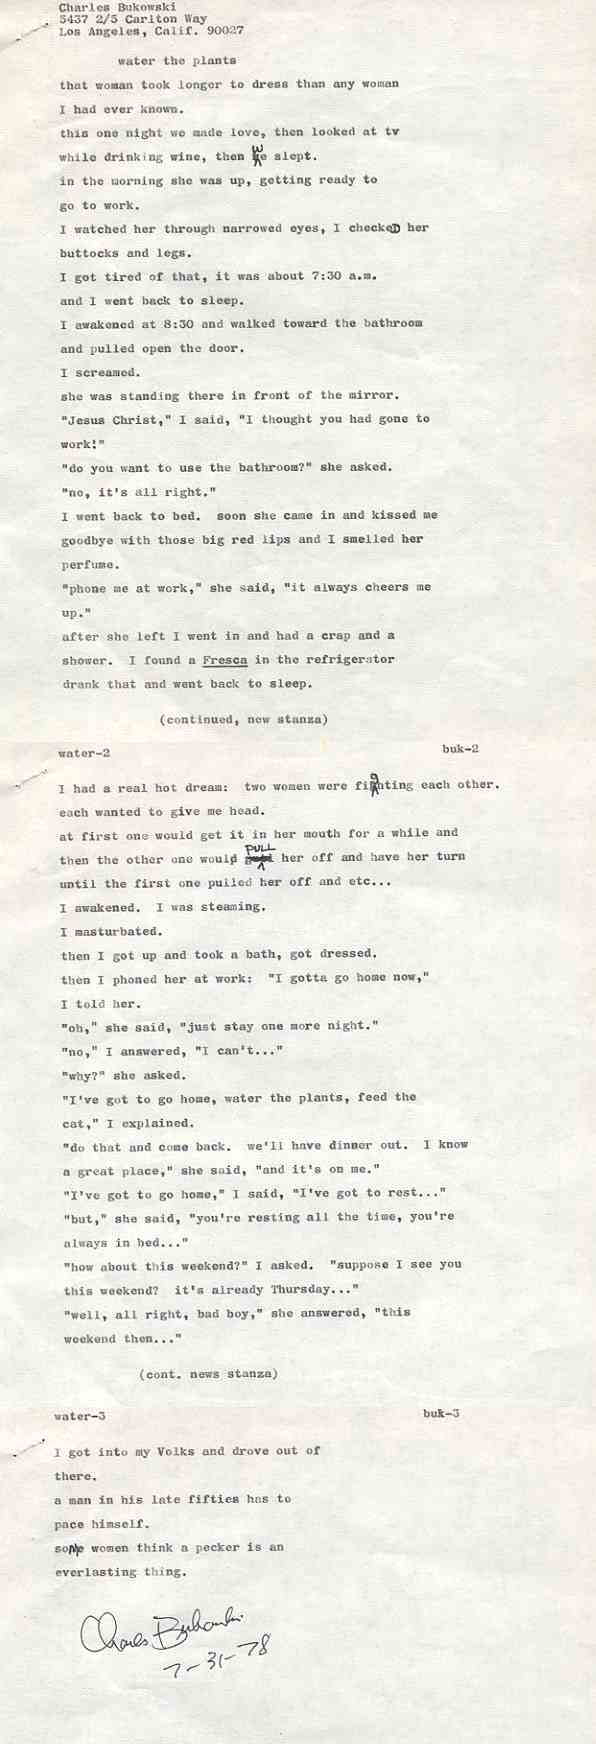 Charles Bukowski
5437 2/5 Carlton Way
Los Angeles, Calif. 90027
water the plants
that woman took longer to dress than any woman
I had ever known.
this one night we made love, then looked at tv
while drinking wine, then we slept.
in the morning she was up, getting ready to
go to work.
I watched her through narrowed eyes, I checkeD her
buttocks and legs.
I got tired of that, it was about 7:30 a.m.
and I went back to sleep.
I awakened at 8:30 and walked toward the bathroom
and pulled open the door.
I screamed.
she was standing there in front of the mirror.
"Jesus Christ," I said, "I thought you had gone to
work!"
"do you want to use the bathroom?" she asked.
"no, it's all right."
I went back to bed. soon she came in and kissed me
goodbye with those big red lips and I smelled her
perfume.
"phone me at work," she said, "it always cheers me
up."
after she left I went in and had a crap and a
shower. I found a Fresca in the refrigerator
drank that and went back to sleep.
(continued, new stanza)
water-2 buk-2
I had a real hot dream: two women were fighting each other.
each wanted to give me head.
at first one would get it in her mouth for a while and
then the other one would PULL her off and have her turn
until the first one pulled her off and etc...
I awakened. I was steaming.
I masturbated.
then I got up and took a bath, got dressed.
then I phoned her at work: "I gotta go home now,"
I told her.
"oh," she said, "just stay one more night."
"no," I answered, "I can't..."
"why?" she asked.
"I've got to go home, water the plants, feed the
cat," I explained.
"do that and come back. we'll have dinner out. I know
a great place," she said, "and it's on me."
"I've got to go home," I said, "I've got to rest..."
"but," she said, "you're resting all the time, you're
always in bed..."
"how about this weekend?" I asked. "suppose I see you
this weekend? it's already Thursday..."
"well, all right, bad boy," she answered, "this
weekend then..."
(cont. news stanza)
water-3 buk-3
I got into my Volks and drove out of
there.
a man in his late fifties has to
pace himself.
some women think a pecker is an
everlasting thing.
Charles Bukowski
7-31-78